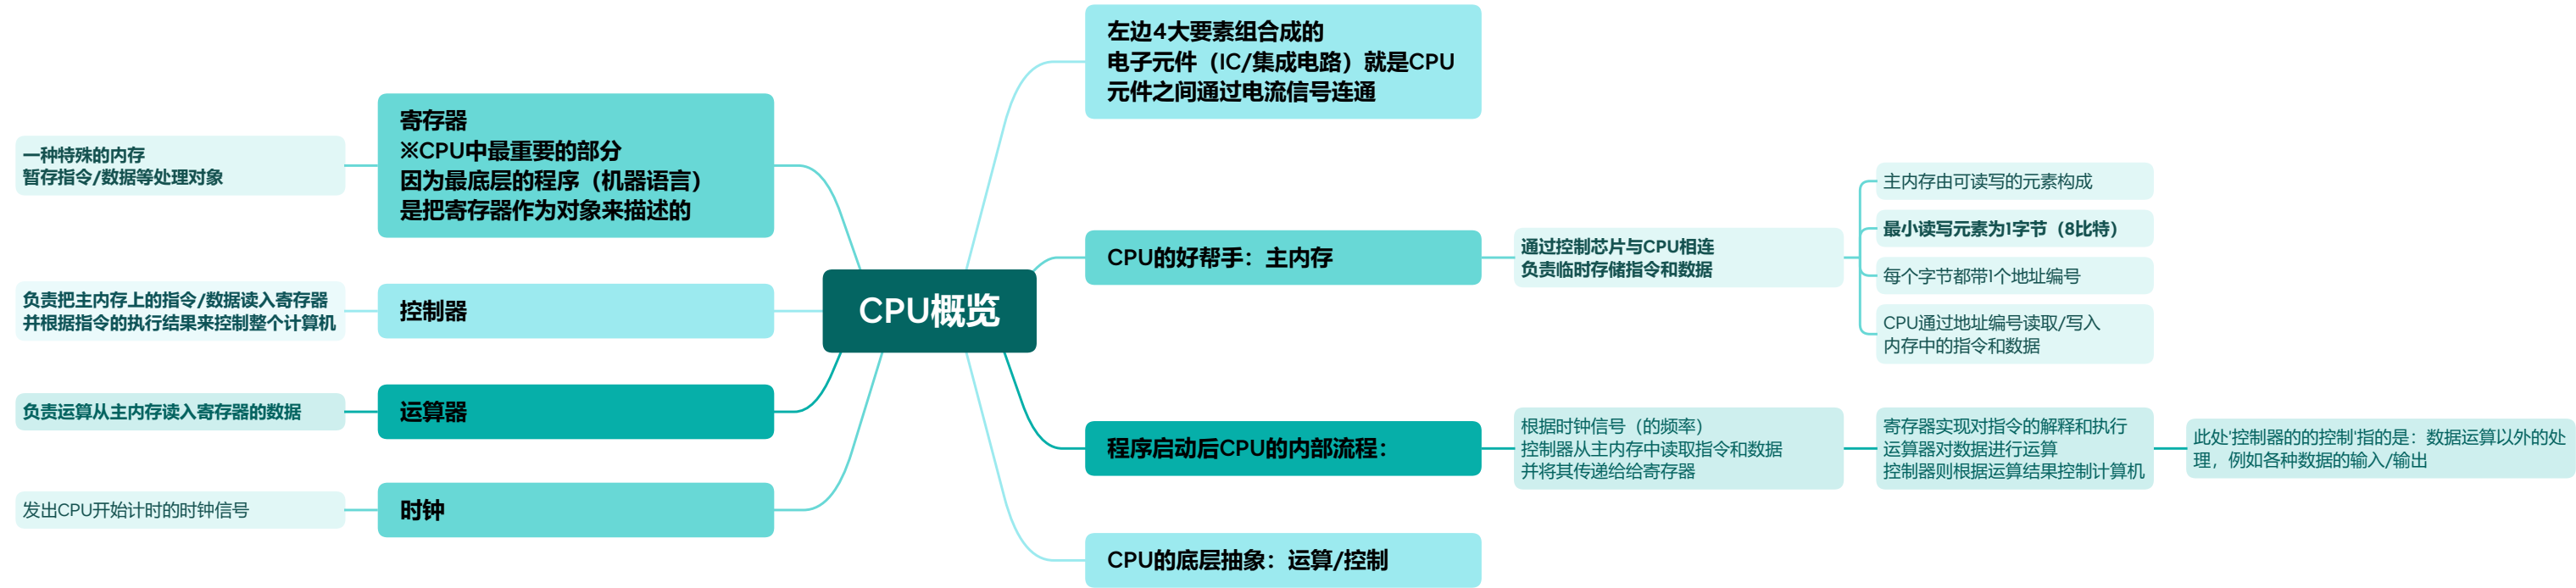 CPU概览
寄存器
※CPU中最重要的部分
因为最底层的程序（机器语言）
是把寄存器作为对象来描述的
一种特殊的内存
暂存指令/数据等处理对象
控制器
负责把主内存上的指令/数据读入寄存器
并根据指令的执行结果来控制整个计算机
运算器
负责运算从主内存读入寄存器的数据
时钟
发出CPU开始计时的时钟信号
左边4大要素组合成的
电子元件（IC/集成电路）就是CPU
元件之间通过电流信号连通
CPU的好帮手：主内存
通过控制芯片与CPU相连
负责临时存储指令和数据
主内存由可读写的元素构成
最小读写元素为1字节（8比特）
每个字节都带1个地址编号
CPU通过地址编号读取/写入
内存中的指令和数据
程序启动后CPU的内部流程：
根据时钟信号（的频率）
控制器从主内存中读取指令和数据
并将其传递给给寄存器
寄存器实现对指令的解释和执行
运算器对数据进行运算
控制器则根据运算结果控制计算机
此处'控制器的的控制'指的是：数据运算以外的处
理，例如各种数据的输入/输出
CPU的底层抽象：运算/控制